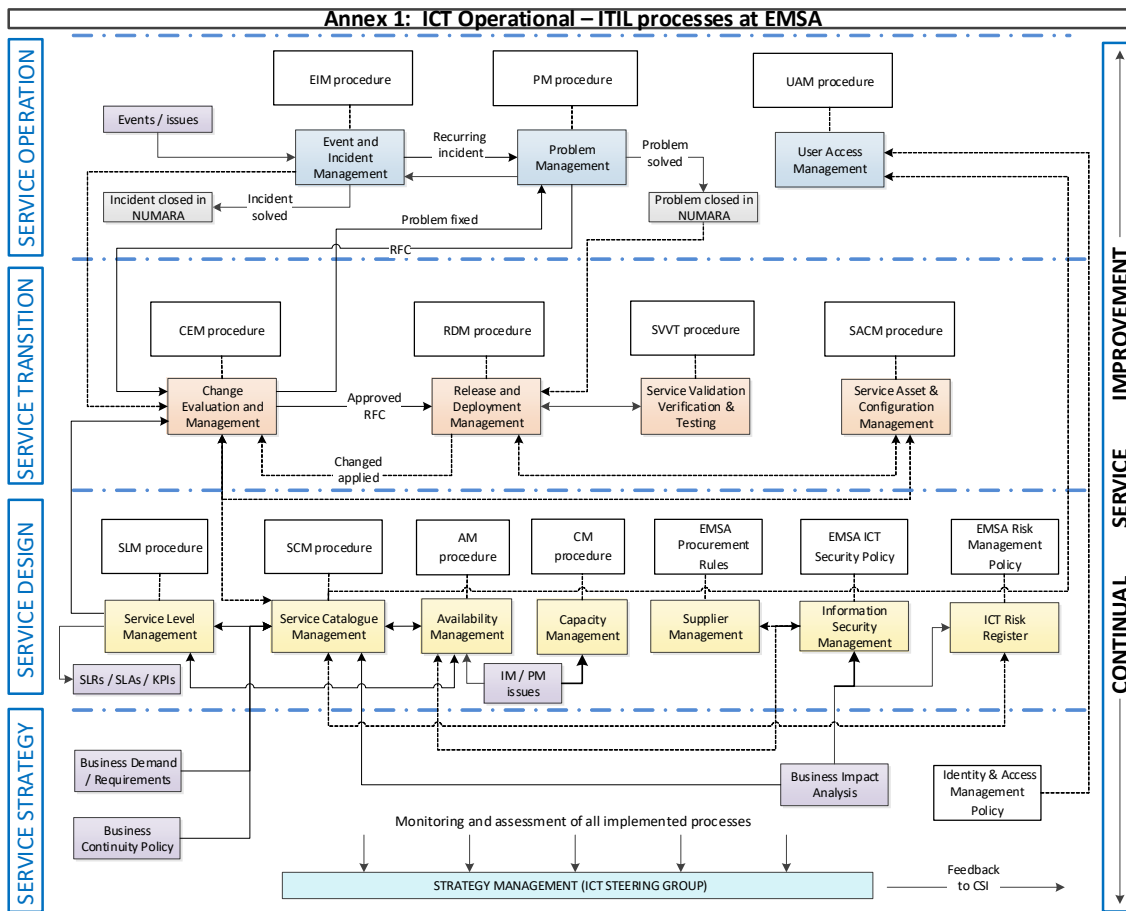 Annex 1: ICT Operational – ITIL processes at EMSA
SERVICE OPERATION
EIM procedure
PM procedure
UAM procedure
Events / issues
Event and
Incident
Management
Recurring
incident
Problem
Management
Problem
solved
User Access
Management
Incident closed in
NUMARA
Incident
solved
Problem closed in
NUMARA
Problem fixed
RFC
SERVICE TRANSITION
CEM procedure
RDM procedure
SVVT procedure
SACM procedure
Change
Evaluation and
Management
Approved
RFC
Release and
Deployment
Management
Service Validation
Verification &
Testing
Service Asset &
Configuration
Management
Changed
applied
SERVICE DESIGN
SLM procedure
SCM procedure
AM
procedure
CM
procedure
EMSA
Procurement
Rules
EMSA ICT
Security Policy
EMSA Risk
Management
Policy
Service Level
Management
Service Catalogue
Management
Availability
Management
Capacity
Management
Supplier
Management
Information
Security
Management
ICT Risk
Register
SLRs / SLAs / KPIs
IM / PM
issues
SERVICE STRATEGY
Business Demand
/ Requirements
Business Impact
Analysis
Identity & Access
Management
Policy
Business
Continuity Policy
Monitoring and assessment of all implemented processes
STRATEGY MANAGEMENT (ICT STEERING GROUP)
Feedback
to CSI
CONTINUAL SERVICE IMPROVEMENT